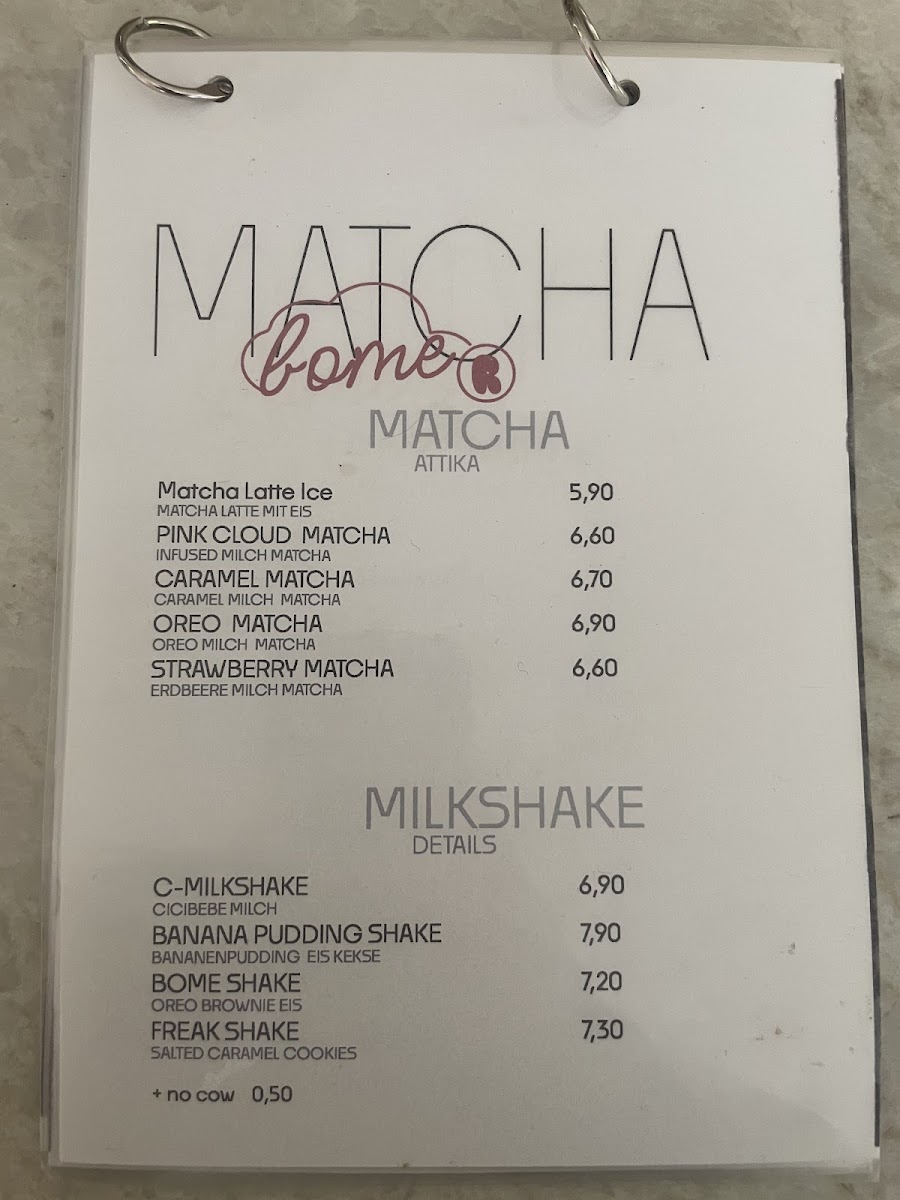 MATCHA
bome R
MATCHA
ATTIKA
Matcha Latte Ice 5,90
MATCHA LATTE MIT EIS
PINK CLOUD MATCHA 6,60
INFUSED MILCH MATCHA
CARAMEL MATCHA 6,70
CARAMEL MILCH MATCHA
OREO MATCHA 6,90
OREO MILCH MATCHA
STRAWBERRY MATCHA 6,60
ERDBEERE MILCH MATCHA
MILKSHAKE
DETAILS
C-MILKSHAKE 6,90
CICIBEBE MILCH
BANANA PUDDING SHAKE 7,90
BANANENPUDDING EIS KEKSE
BOME SHAKE 7,20
OREO BROWNIE EIS
FREAK SHAKE 7,30
SALTED CARAMEL COOKIES
+ no cow 0,50